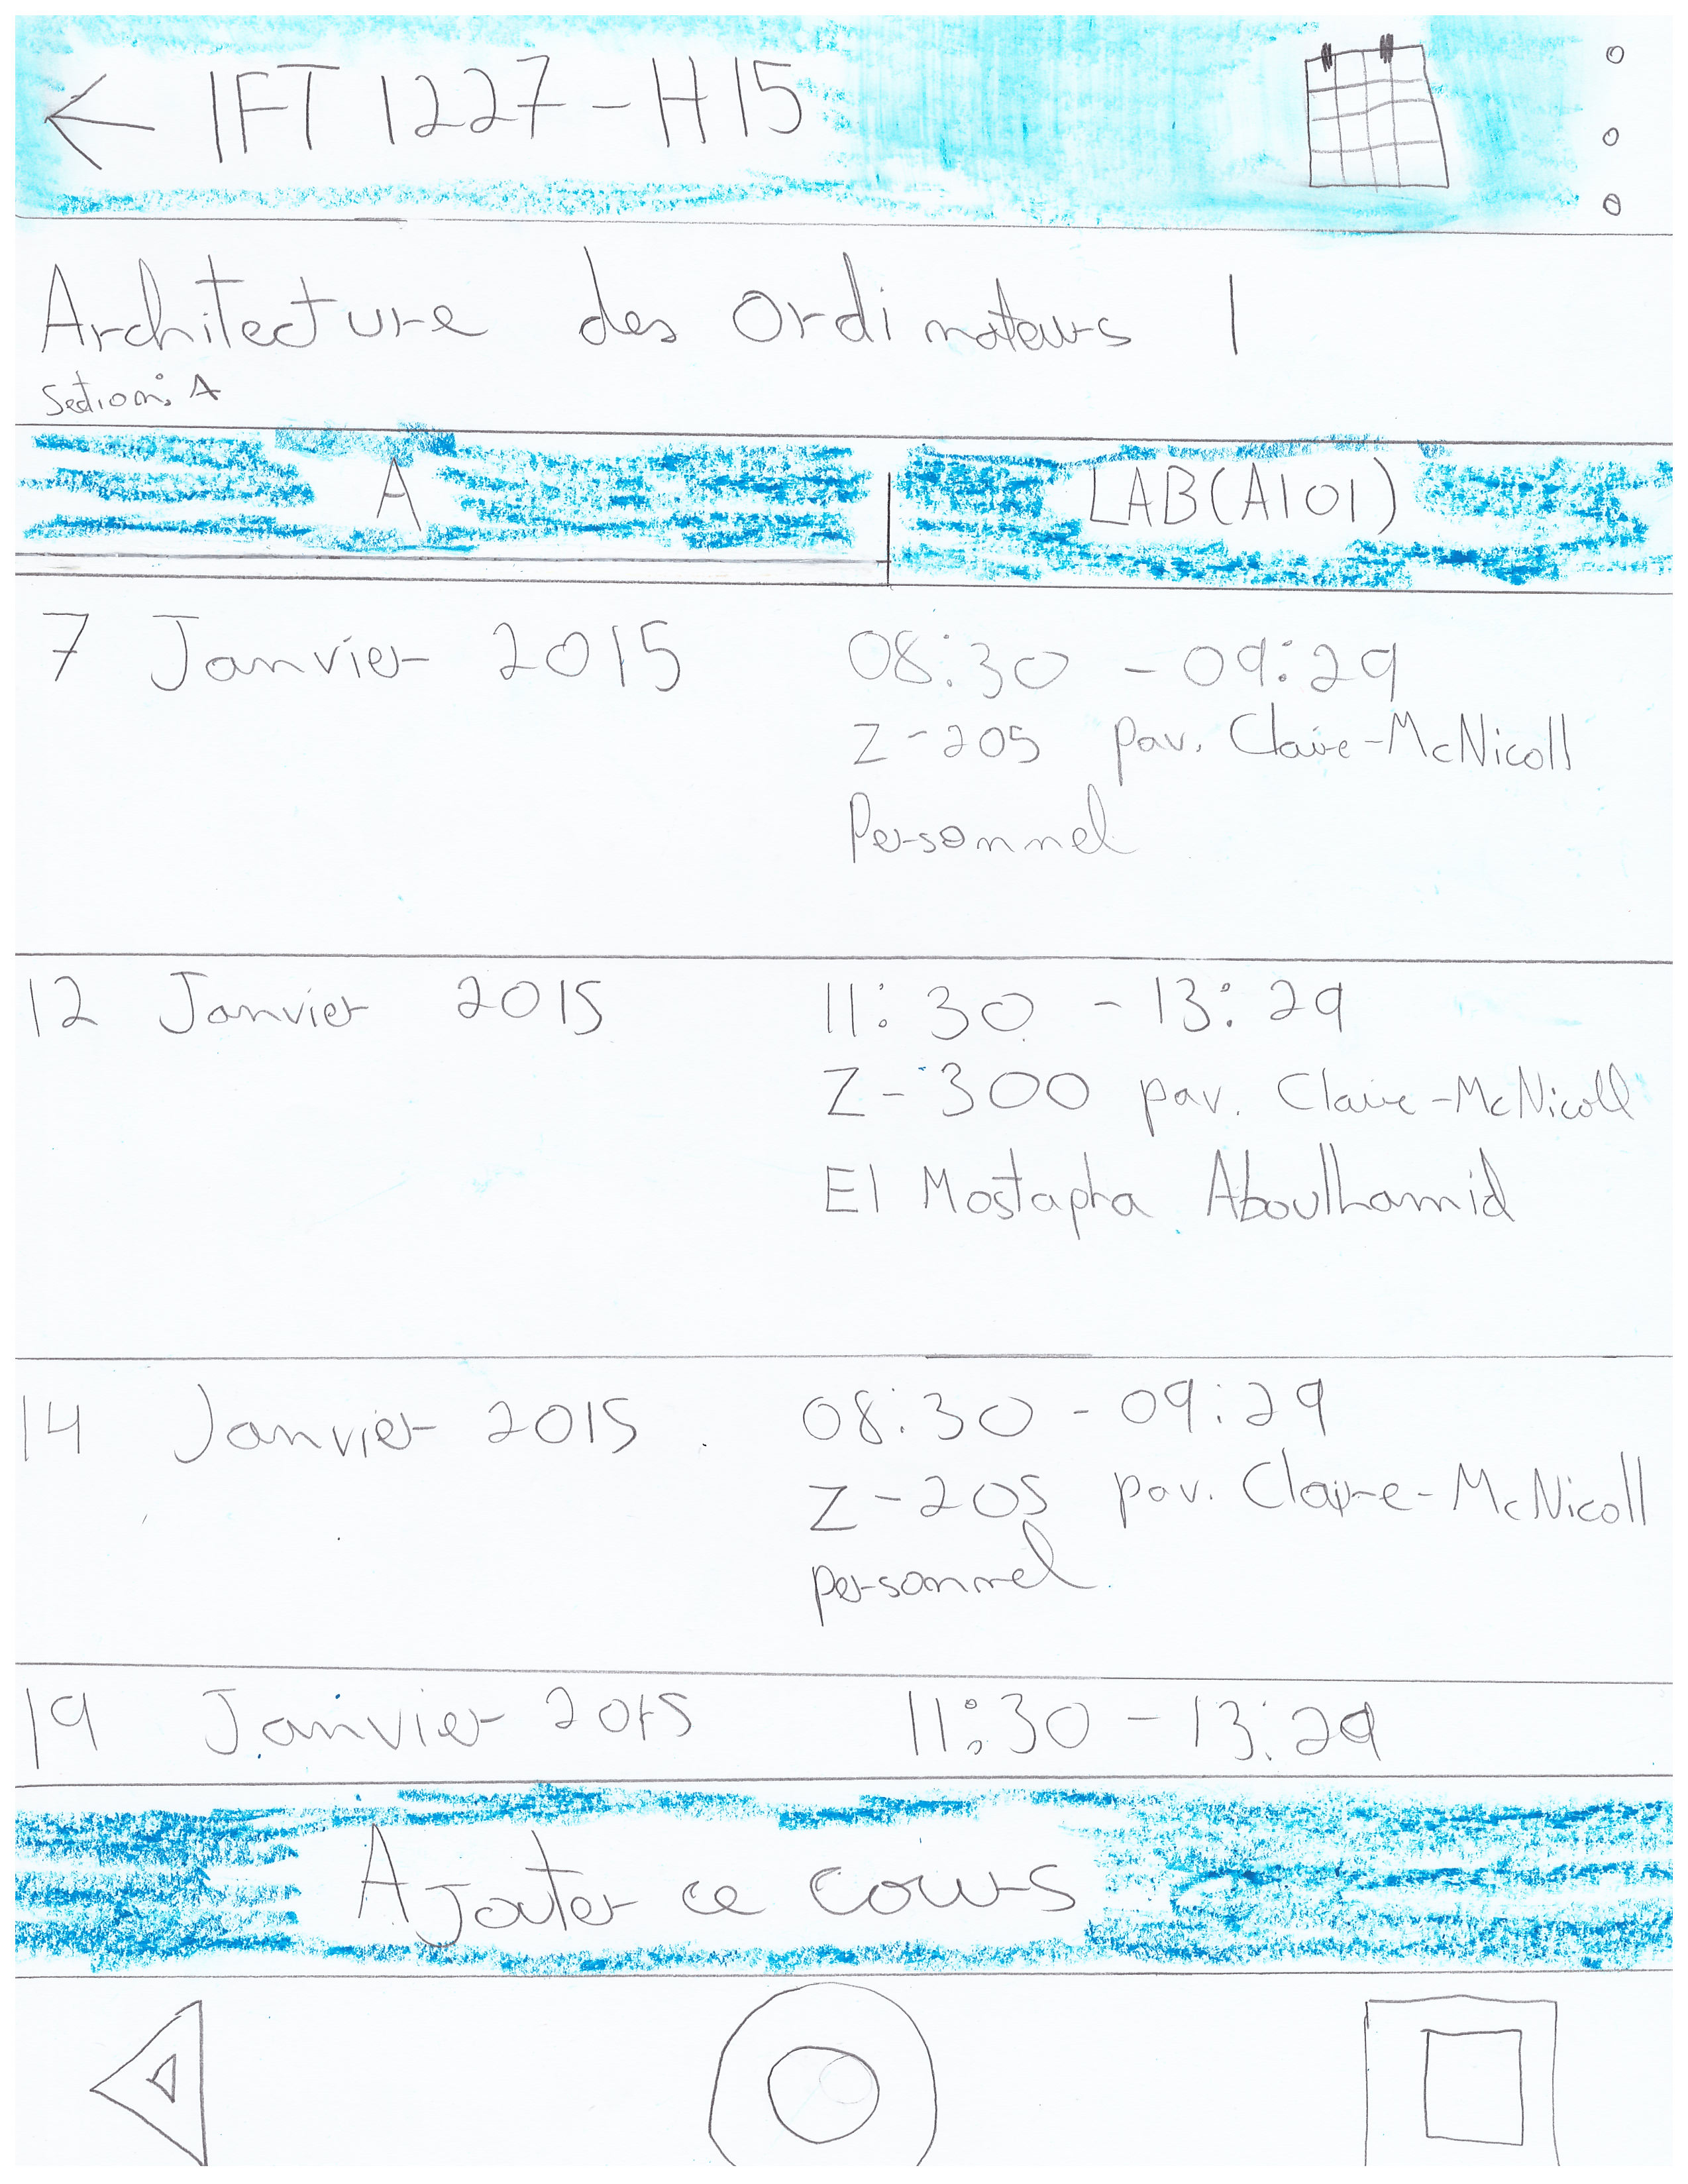 ← IFT 1227 - H15
Architecture des Ordinateurs 1
Section: A
A
LAB(A101)
7 Janvier 2015
08:30 - 09:29
Z-205 pav. Claire-McNicoll
Personnel
12 Janvier 2015
11:30 - 13:29
Z-300 pav. Claire-McNicoll
El Mostapha Aboulhamid
14 Janvier 2015
08:30 - 09:29
Z-205 pav. Claire-McNicoll
personnel
19 Janvier 2015
11:30 - 13:29
Ajouter ce cours